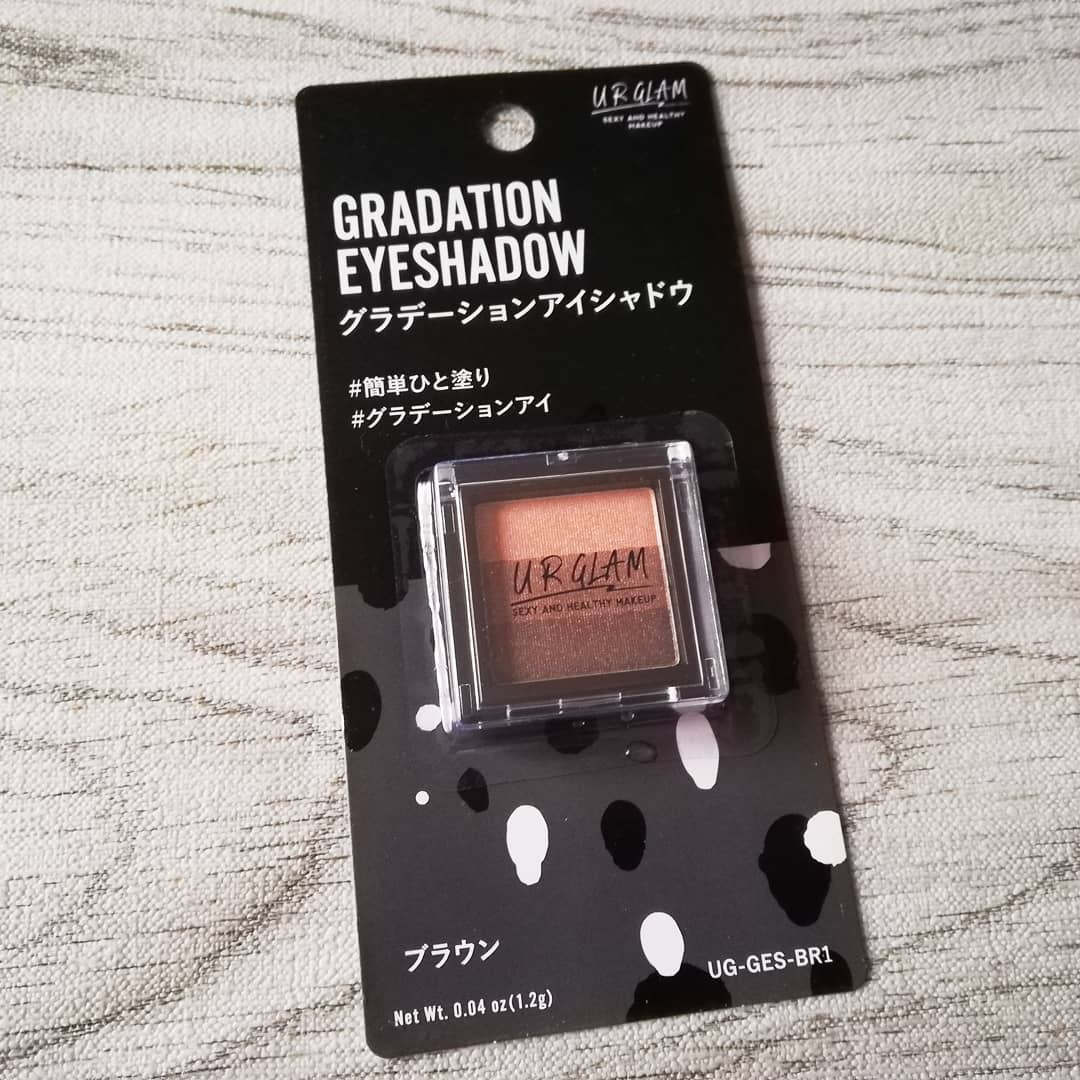 UR GLAM
SEXY AND HEALTHY
MAKEUP
GRADATION
EYESHADOW
グラデーションアイシャドウ
#簡単ひと塗り
#グラデーションアイ
UR GLAM
SEXY AND HEALTHY MAKEUP
ブラウン
UG-GES-BR1
Net Wt. 0.04 oz(1.2g)